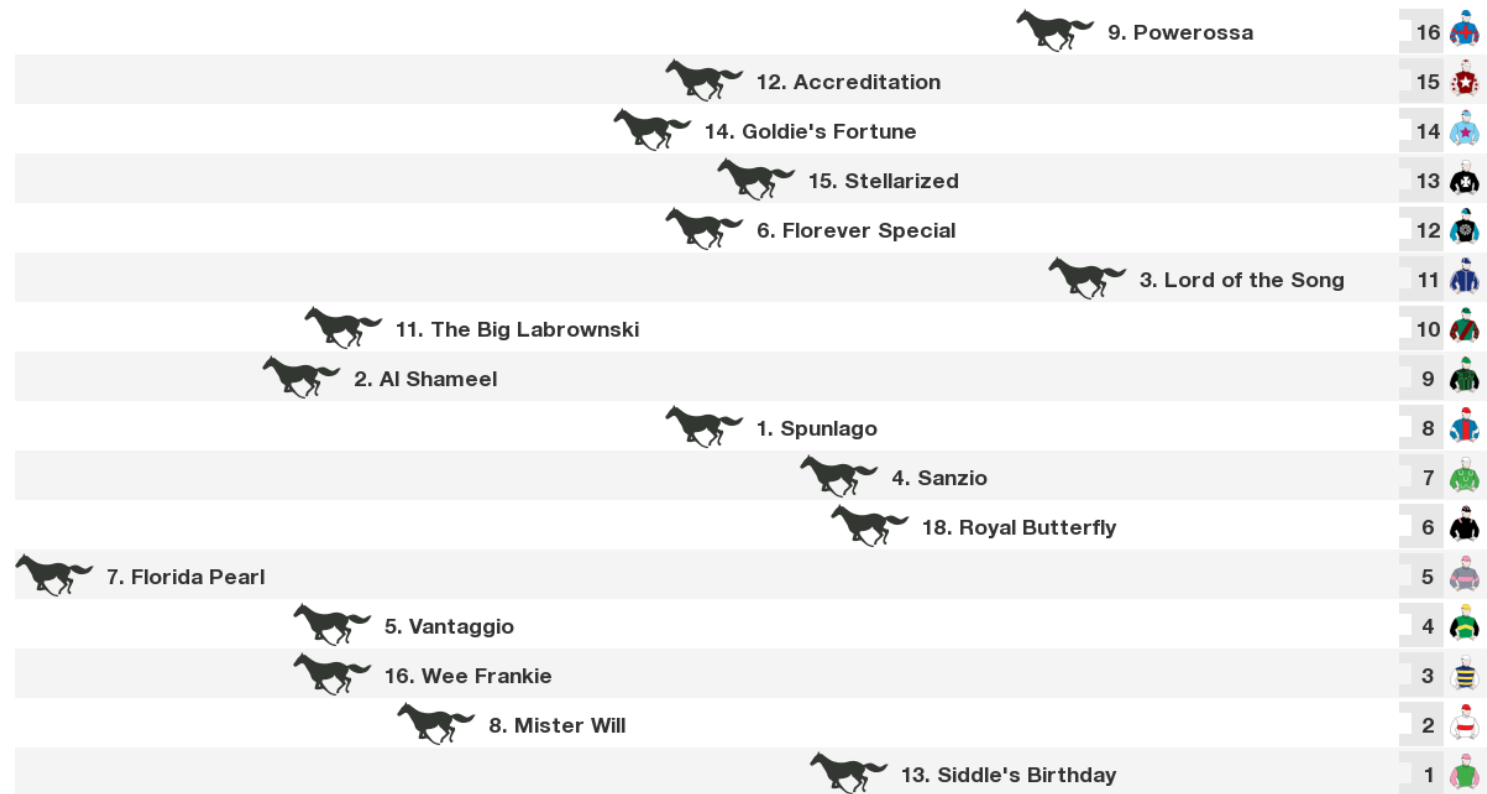 9. Powerossa 16
12. Accreditation 15
14. Goldie's Fortune 14
15. Stellarized 13
6. Florever Special 12
3. Lord of the Song 11
11. The Big Labrownski 10
2. Al Shameel 9
1. Spunlago 8
4. Sanzio 7
18. Royal Butterfly 6
7. Florida Pearl 5
5. Vantaggio 4
16. Wee Frankie 3
8. Mister Will 2
13. Siddle's Birthday 1